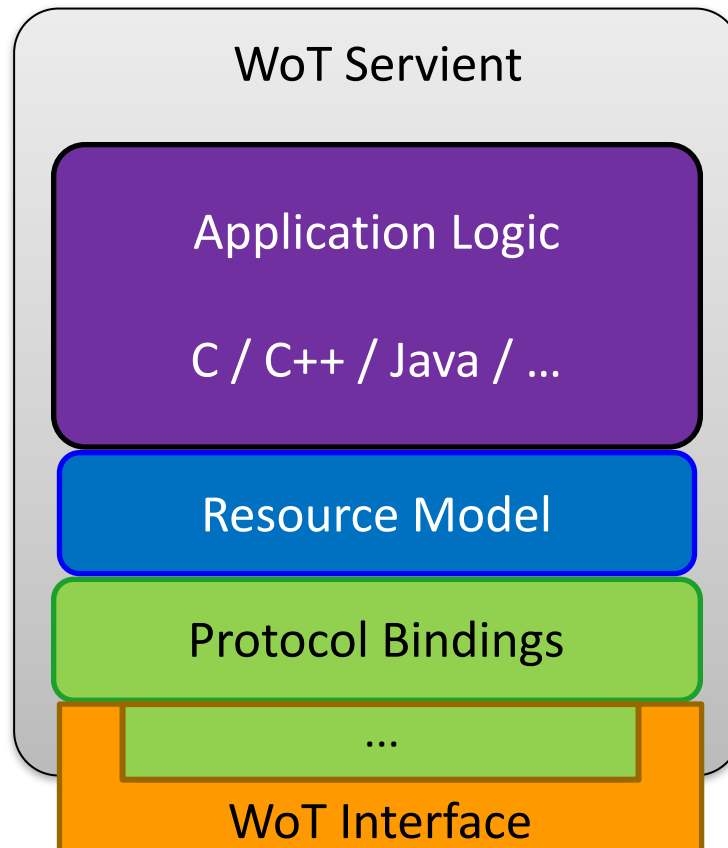 WoT Servient
Application Logic
C / C++ / Java / …
Resource Model
Protocol Bindings
…
WoT Interface